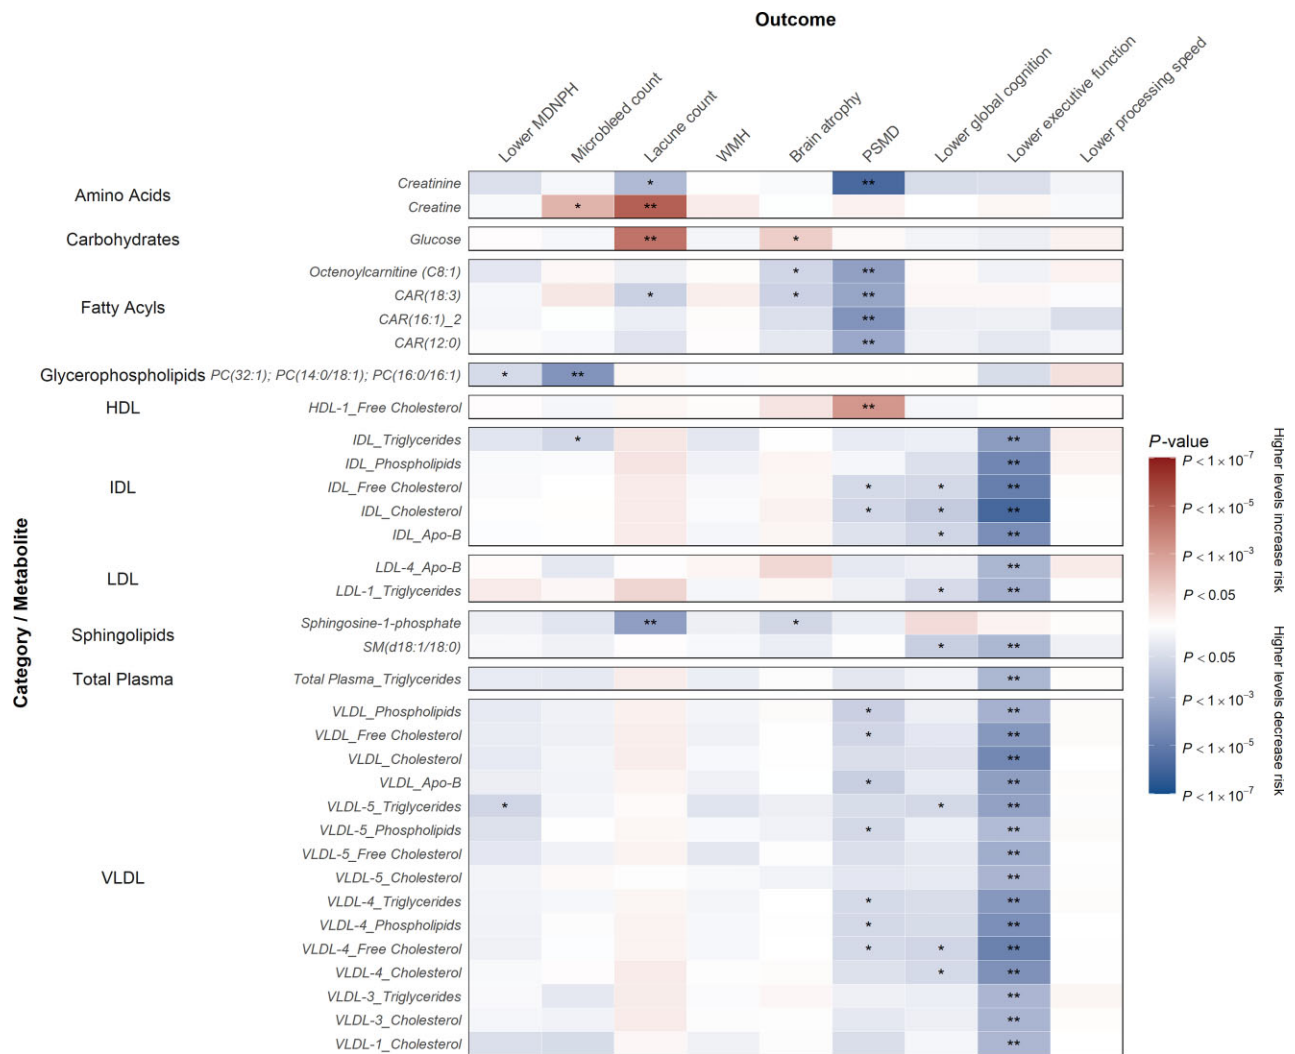 Outcome
Lower MDNPH
Microbleed count
Lacune count
WMH
Brain atrophy
PSMD
Lower global cognition
Lower executive function
Lower processing speed
Category / Metabolite
Amino Acids
Creatinine * **
Creatine * **
Carbohydrates
Glucose ** *
Fatty Acyls
Octenoylcarnitine (C8:1) * **
CAR(18:3) * * **
CAR(16:1)_2 **
CAR(12:0) **
Glycerophospholipids PC(32:1); PC(14:0/18:1); PC(16:0/16:1) * **
HDL
HDL-1_Free Cholesterol **
IDL
IDL_Triglycerides * **
IDL_Phospholipids **
IDL_Free Cholesterol * * **
IDL_Cholesterol * * **
IDL_Apo-B * **
LDL
LDL-4_Apo-B **
LDL-1_Triglycerides * **
Sphingolipids
Sphingosine-1-phosphate ** *
SM(d18:1/18:0) * **
Total Plasma
Total Plasma_Triglycerides **
VLDL
VLDL_Phospholipids * **
VLDL_Free Cholesterol * **
VLDL_Cholesterol **
VLDL_Apo-B * **
VLDL-5_Triglycerides * * **
VLDL-5_Phospholipids * **
VLDL-5_Free Cholesterol **
VLDL-5_Cholesterol **
VLDL-4_Triglycerides * **
VLDL-4_Phospholipids * **
VLDL-4_Free Cholesterol * * **
VLDL-4_Cholesterol * **
VLDL-3_Triglycerides **
VLDL-3_Cholesterol **
VLDL-1_Cholesterol **
P-value
P < 1 × 10⁻⁷
P < 1 × 10⁻⁵
P < 1 × 10⁻³
P < 0.05
P < 0.05
P < 1 × 10⁻³
P < 1 × 10⁻⁵
P < 1 × 10⁻⁷
Higher levels increase risk
Higher levels decrease risk